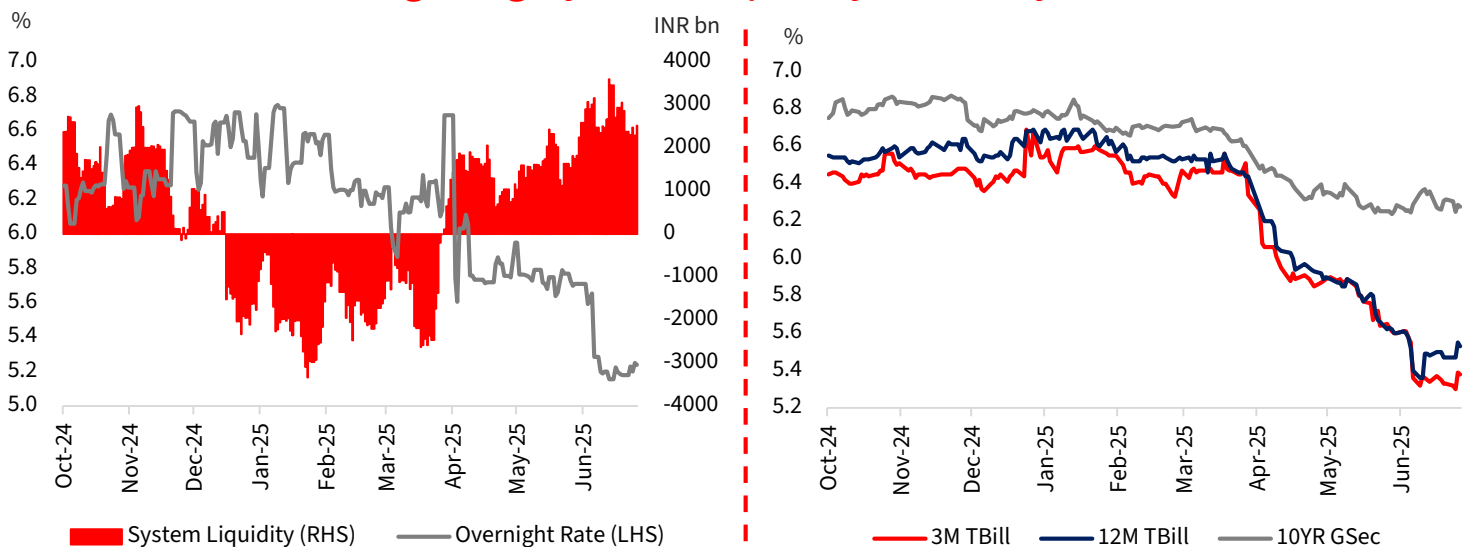 %
INR bn
7.0
6.8
6.6
6.4
6.2
6.0
5.8
5.6
5.4
5.2
5.0
4000
3000
2000
1000
0
-1000
-2000
-3000
-4000
Oct-24
Nov-24
Dec-24
Jan-25
Feb-25
Mar-25
Apr-25
May-25
Jun-25
System Liquidity (RHS)
Overnight Rate (LHS)
%
7.0
6.8
6.6
6.4
6.2
6.0
5.8
5.6
5.4
5.2
Oct-24
Nov-24
Dec-24
Jan-25
Feb-25
Mar-25
Apr-25
May-25
Jun-25
3M TBill
12M TBill
10YR GSec